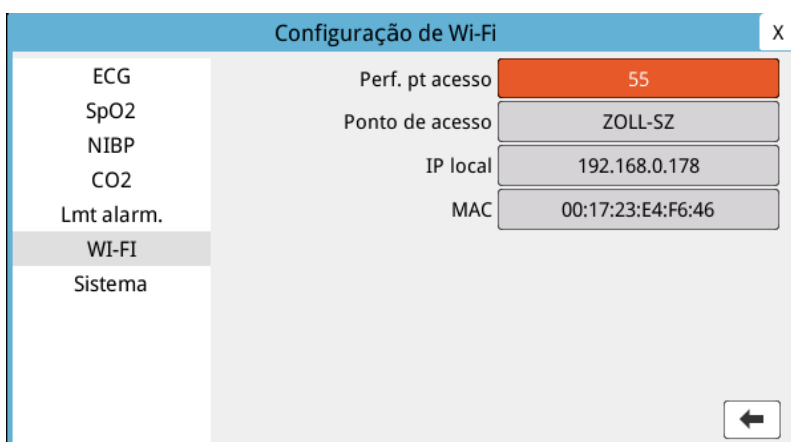 Configuração de Wi-Fi
X
ECG
SpO2
NIBP
CO2
Lmt alarm.
WI-FI
Sistema
Perf. pt acesso 55
Ponto de acesso ZOLL-SZ
IP local 192.168.0.178
MAC 00:17:23:E4:F6:46